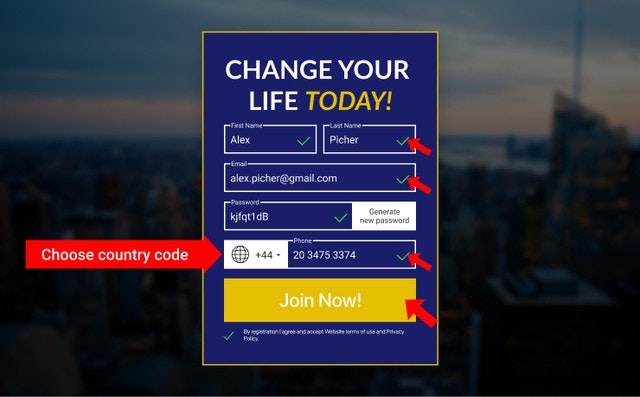 CHANGE YOUR
LIFE TODAY!
First Name
Alex
Last Name
Picher
Email
alex.picher@gmail.com
Password
kjfqt1dB
Generate
new password
Choose country code
+44
Phone
20 3475 3374
Join Now!
By registration I agree and accept Website terms of use and Privacy
Policy.